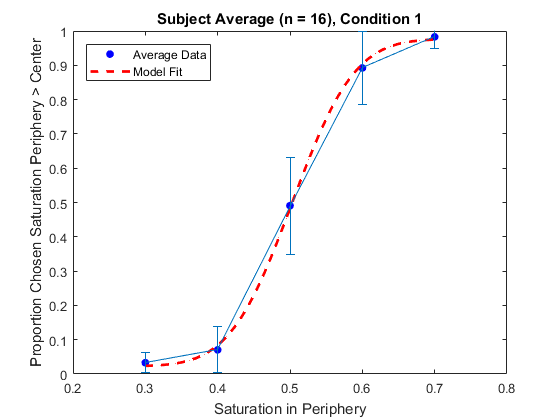 Subject Average (n = 16), Condition 1
Average Data
Model Fit
Proportion Chosen Saturation Periphery > Center
1
0.9
0.8
0.7
0.6
0.5
0.4
0.3
0.2
0.1
0
0.2 0.3 0.4 0.5 0.6 0.7 0.8
Saturation in Periphery